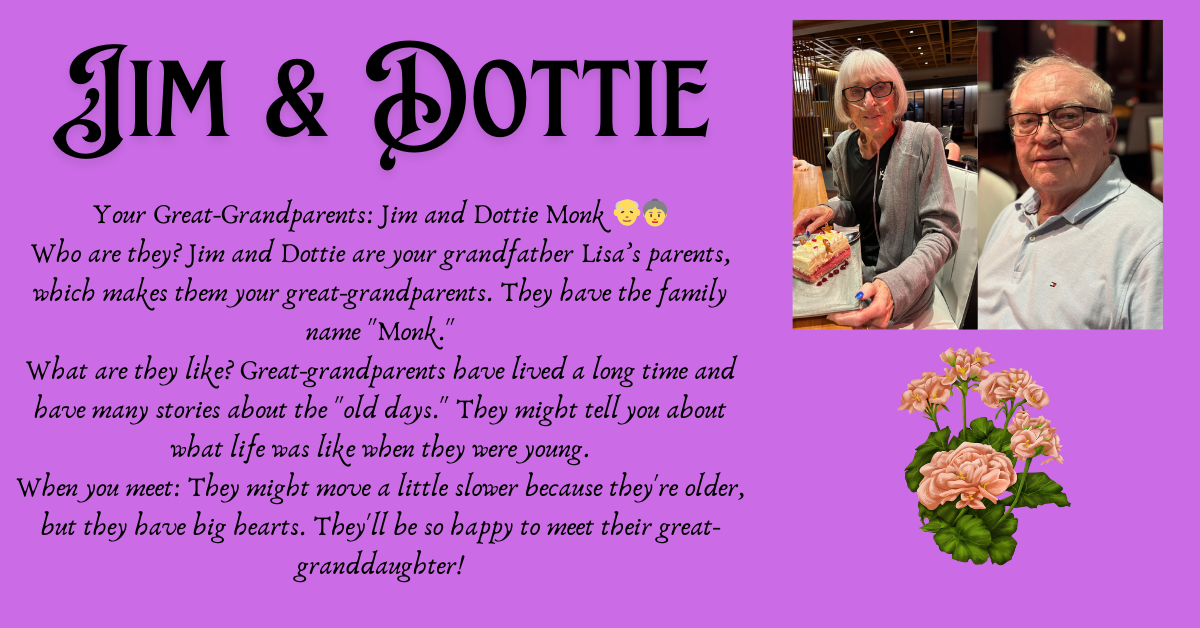 JIM & DOTTIE
Your Great-Grandparents: Jim and Dottie Monk 👴👵
Who are they? Jim and Dottie are your grandfather Lisa's parents,
which makes them your great-grandparents. They have the family
name "Monk."
What are they like? Great-grandparents have lived a long time and
have many stories about the "old days." They might tell you about
what life was like when they were young.
When you meet: They might move a little slower because they're older,
but they have big hearts. They'll be so happy to meet their great-
granddaughter!